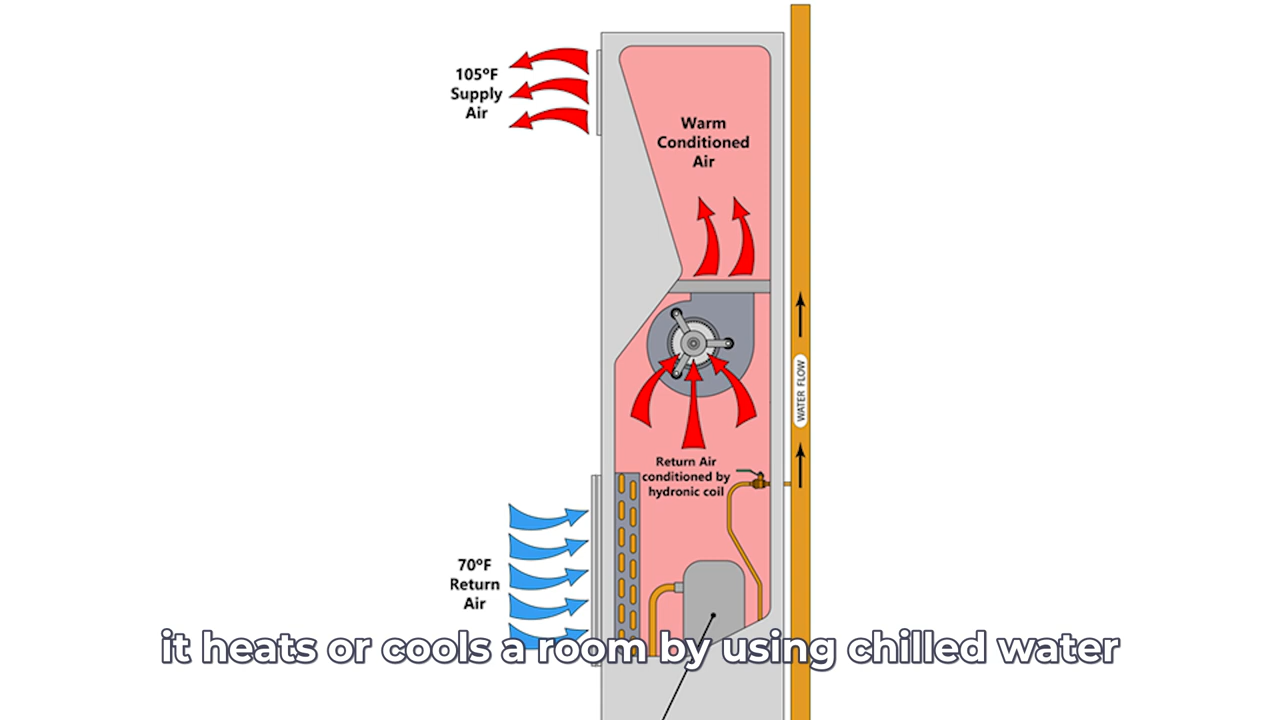 105ºF
Supply
Air
Warm
Conditioned
Air
WATER FLOW
Return Air
conditioned by
hydronic coil
70ºF
Return
Air
it heats or cools a room by using chilled water